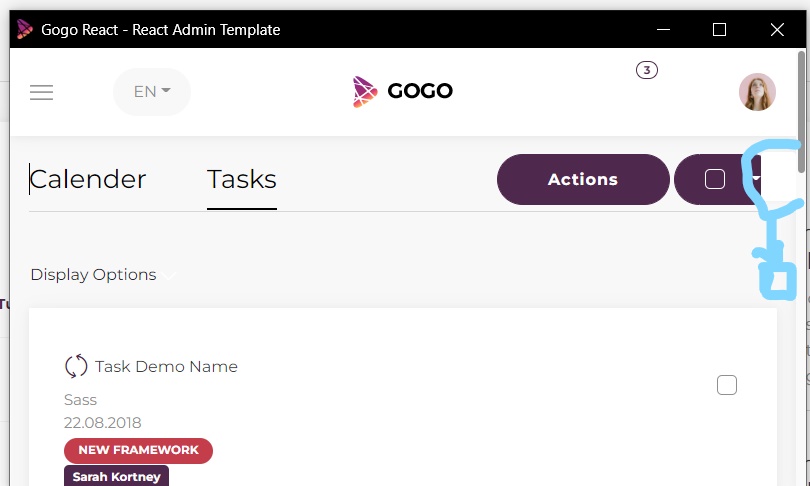 Gogo React - React Admin Template
EN
GOGO
3
Calender
Tasks
Actions
Display Options
Task Demo Name
Sass
22.08.2018
NEW FRAMEWORK
Sarah Kortney